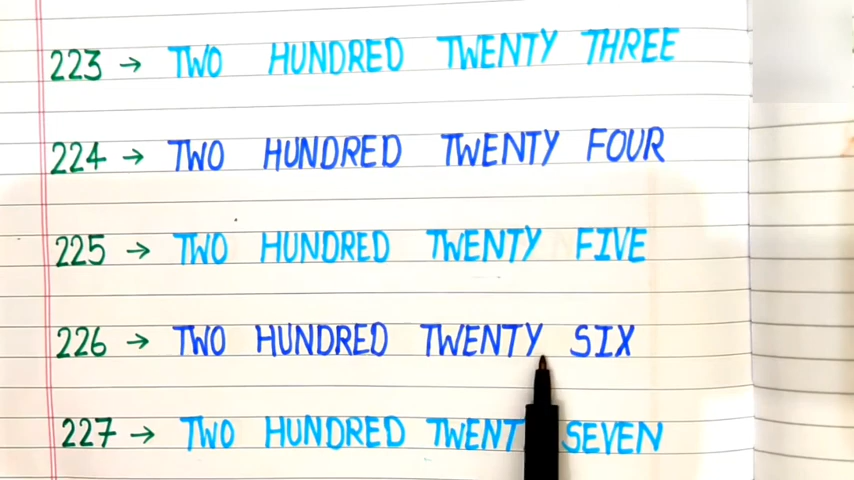 223 → TWO HUNDRED TWENTY THREE
224 → TWO HUNDRED TWENTY FOUR
225 → TWO HUNDRED TWENTY FIVE
226 → TWO HUNDRED TWENTY SIX
227 → TWO HUNDRED TWENT SEVEN